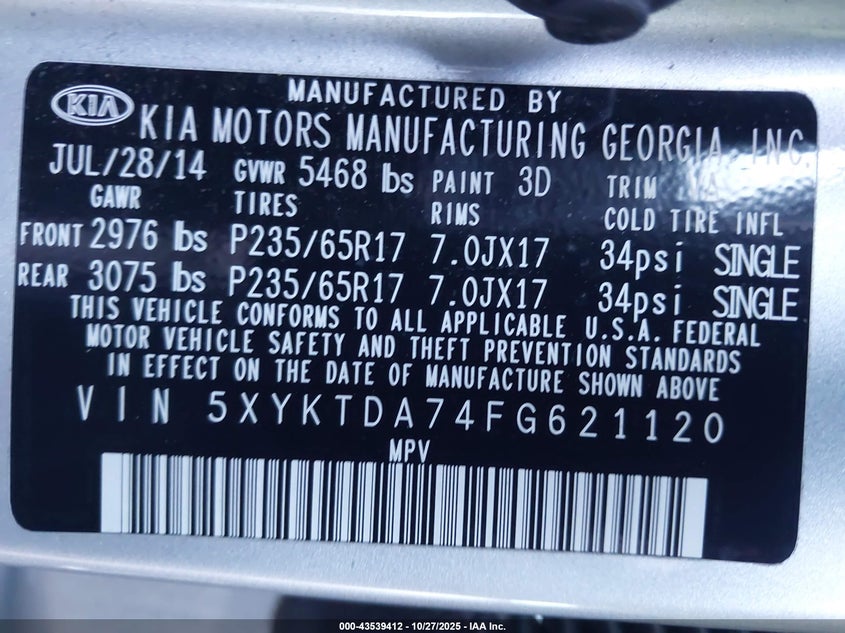 MANUFACTURED BY
KIA KIA MOTORS MANUFACTURING GEORGIA, INC
JUL/28/14 GVWR 5468 lbs PAINT 3D TRIM
GAWR TIRES RIMS COLD TIRE INFL
FRONT 2976 lbs P235/65R17 7.0JX17 34psi SINGLE
REAR 3075 lbs P235/65R17 7.0JX17 34psi SINGLE
THIS VEHICLE CONFORMS TO ALL APPLICABLE U.S.A. FEDERAL
MOTOR VEHICLE SAFETY AND THEFT PREVENTION STANDARDS
IN EFFECT ON THE DATE OF MANUFACTURE SHOWN ABOVE
VIN 5XYKTDA74FG621120
MPV
000-43539412 - 10/27/2025 - IAA Inc.